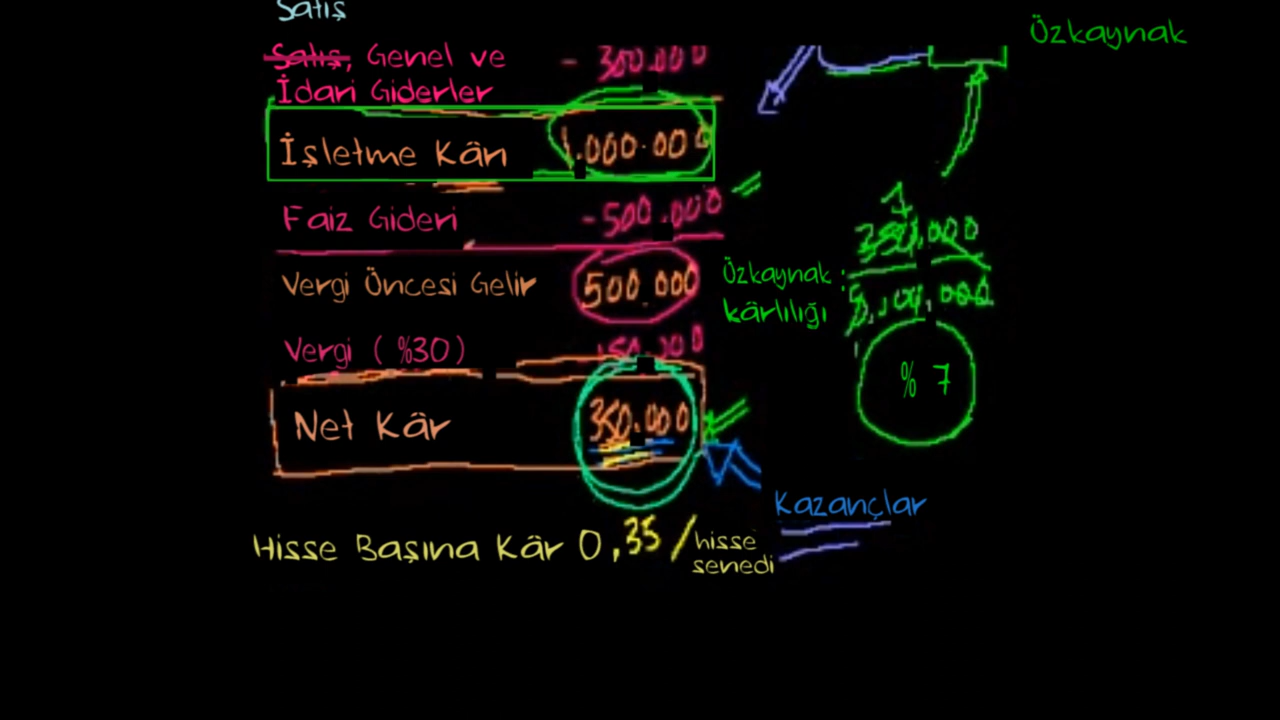 Satış
Özkaynak
Satış, Genel ve - 300.000
İdari Giderler
İşletme Kârı 1.000.000
Faiz Gideri - 500.000
Vergi Öncesi Gelir 500.000
Özkaynak : 350.000
kârlılığı 5.000.000
Vergi (%30) 150.000
% 7
Net Kâr 350.000
Kazançlar
Hisse Başına Kâr 0,35 / hisse
senedi